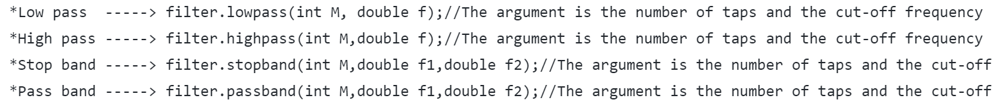 *Low pass  -----> filter.lowpass(int M, double f);//The argument is the number of taps and the cut-off frequency
*High pass -----> filter.highpass(int M,double f);//The argument is the number of taps and the cut-off frequency
*Stop band -----> filter.stopband(int M,double f1,double f2);//The argument is the number of taps and the cut-off
*Pass band -----> filter.passband(int M,double f1,double f2);//The argument is the number of taps and the cut-off